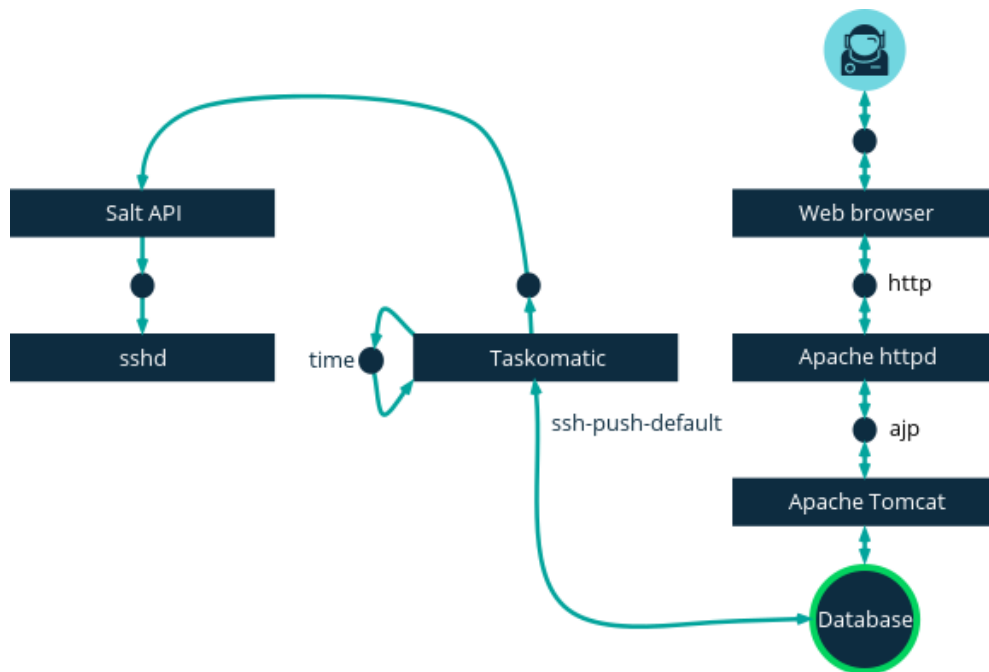 Salt API
Web browser
http
sshd
time
Taskomatic
Apache httpd
ssh-push-default
ajp
Apache Tomcat
Database